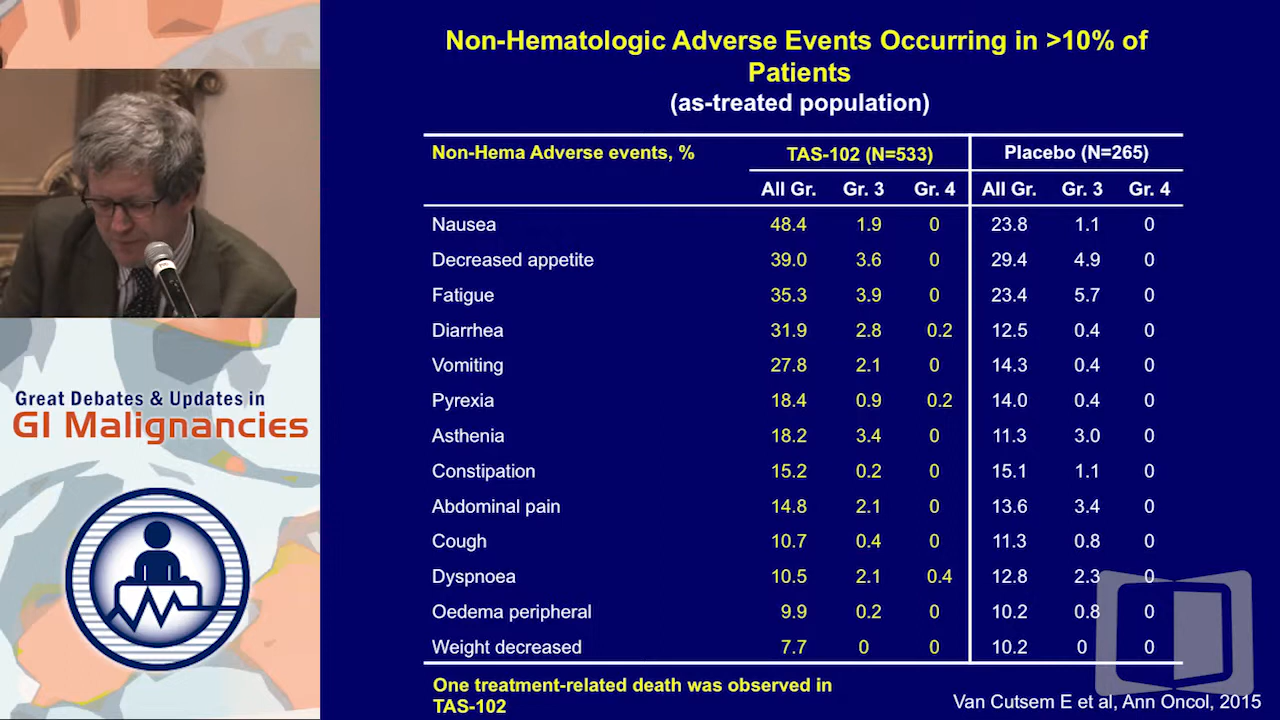 Non-Hematologic Adverse Events Occurring in >10% of
Patients
(as-treated population)
Non-Hema Adverse events, % TAS-102 (N=533) Placebo (N=265)
All Gr. Gr. 3 Gr. 4 All Gr. Gr. 3 Gr. 4
Nausea 48.4 1.9 0 23.8 1.1 0
Decreased appetite 39.0 3.6 0 29.4 4.9 0
Fatigue 35.3 3.9 0 23.4 5.7 0
Diarrhea 31.9 2.8 0.2 12.5 0.4 0
Vomiting 27.8 2.1 0 14.3 0.4 0
Pyrexia 18.4 0.9 0.2 14.0 0.4 0
Asthenia 18.2 3.4 0 11.3 3.0 0
Constipation 15.2 0.2 0 15.1 1.1 0
Abdominal pain 14.8 2.1 0 13.6 3.4 0
Cough 10.7 0.4 0 11.3 0.8 0
Dyspnoea 10.5 2.1 0.4 12.8 2.3 0
Oedema peripheral 9.9 0.2 0 10.2 0.8 0
Weight decreased 7.7 0 0 10.2 0 0
One treatment-related death was observed in
TAS-102
Van Cutsem E et al, Ann Oncol, 2015
Great Debates & Updates in
GI Malignancies